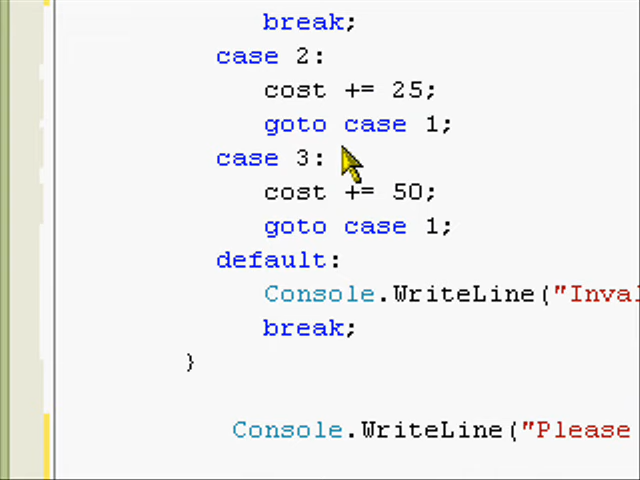 break;
case 2:
cost += 25;
goto case 1;
case 3:
cost += 50;
goto case 1;
default:
Console.WriteLine("Inval
break;
}
Console.WriteLine("Please